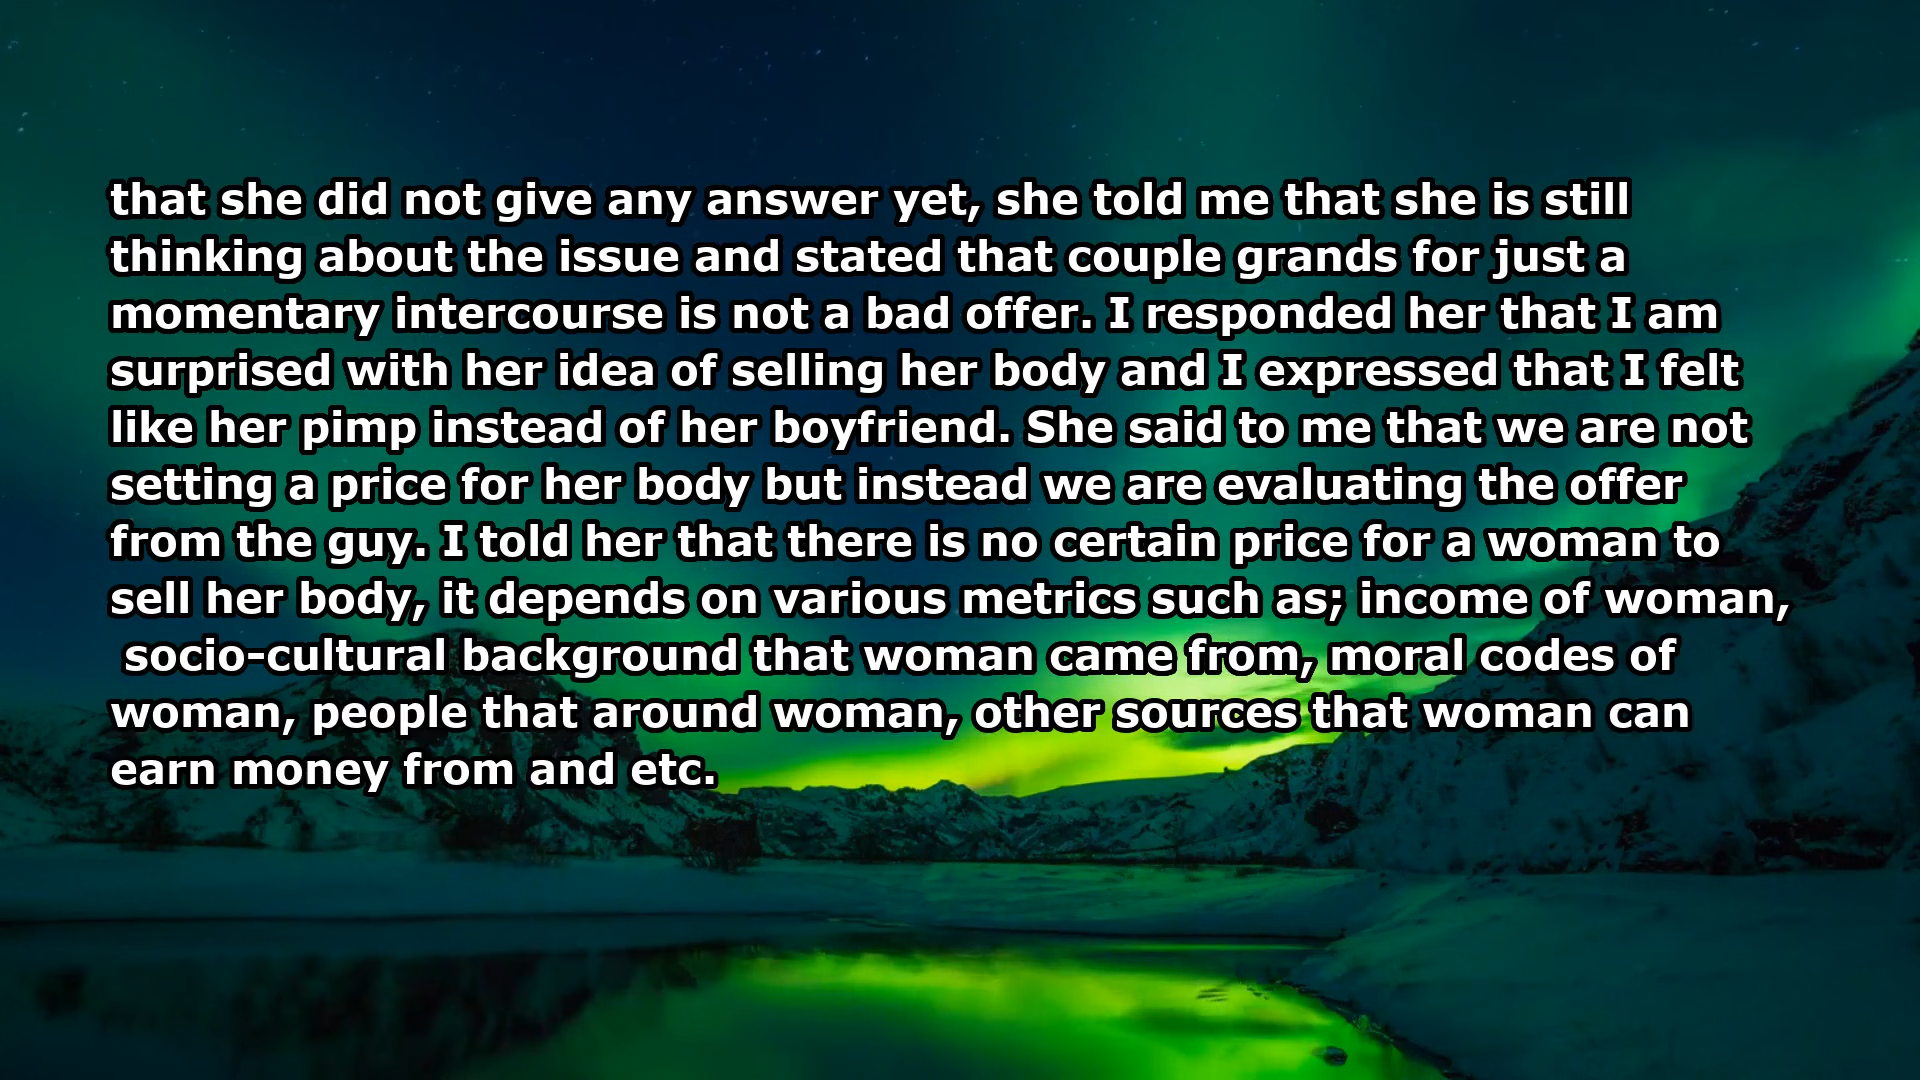 that she did not give any answer yet, she told me that she is still
thinking about the issue and stated that couple grands for just a
momentary intercourse is not a bad offer. I responded her that I am
surprised with her idea of selling her body and I expressed that I felt
like her pimp instead of her boyfriend. She said to me that we are not
setting a price for her body but instead we are evaluating the offer
from the guy. I told her that there is no certain price for a woman to
sell her body, it depends on various metrics such as; income of woman,
socio-cultural background that woman came from, moral codes of
woman, people that around woman, other sources that woman can
earn money from and etc.